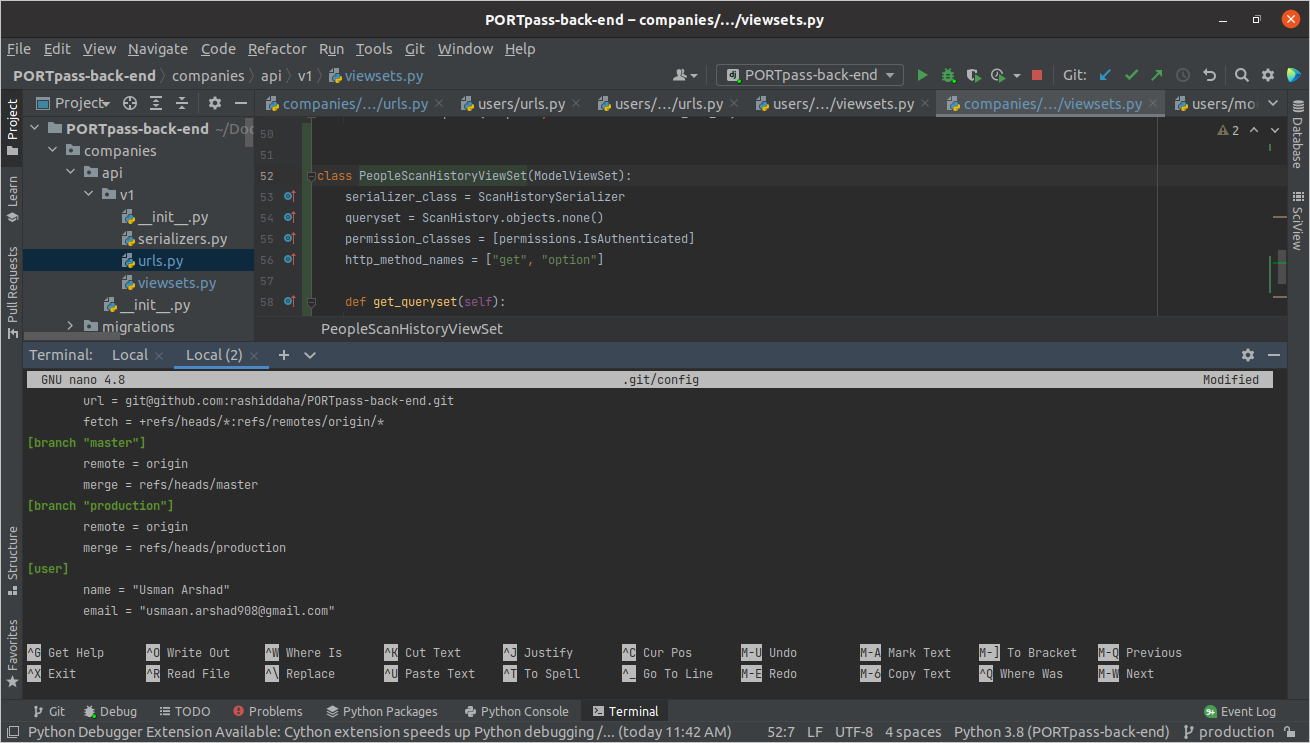 PORTpass-back-end – companies/.../viewsets.py
File Edit View Navigate Code Refactor Run Tools Git Window Help
PORTpass-back-end companies api v1 viewsets.py PORTpass-back-end Git:
Project companies/.../urls.py users/urls.py users/.../urls.py users/.../viewsets.py companies/.../viewsets.py users/mo
PORTpass-back-end ~/Doc
companies
api
v1
__init__.py
serializers.py
urls.py
viewsets.py
__init__.py
migrations
Project
Learn
Pull Requests
Structure
Favorites
Database
SciView
2
50
51
52 class PeopleScanHistoryViewSet(ModelViewSet):
53 serializer_class = ScanHistorySerializer
54 queryset = ScanHistory.objects.none()
55 permission_classes = [permissions.IsAuthenticated]
56 http_method_names = ["get", "option"]
57
58 def get_queryset(self):
PeopleScanHistoryViewSet
Terminal: Local Local (2)
GNU nano 4.8 .git/config Modified
url = git@github.com:rashiddaha/PORTpass-back-end.git
fetch = +refs/heads/*:refs/remotes/origin/*
[branch "master"]
remote = origin
merge = refs/heads/master
[branch "production"]
remote = origin
merge = refs/heads/production
[user]
name = "Usman Arshad"
email = "usmaan.arshad908@gmail.com"
^G Get Help ^O Write Out ^W Where Is ^K Cut Text ^J Justify ^C Cur Pos M-U Undo M-A Mark Text M-] To Bracket M-Q Previous
^X Exit ^R Read File ^\ Replace ^U Paste Text ^T To Spell ^_ Go To Line M-E Redo M-6 Copy Text ^Q Where Was M-W Next
Git Debug TODO Problems Python Packages Python Console Terminal 9+ Event Log
Python Debugger Extension Available: Cython extension speeds up Python debugging /... (today 11:42 AM) 52:7 LF UTF-8 4 spaces Python 3.8 (PORTpass-back-end) production